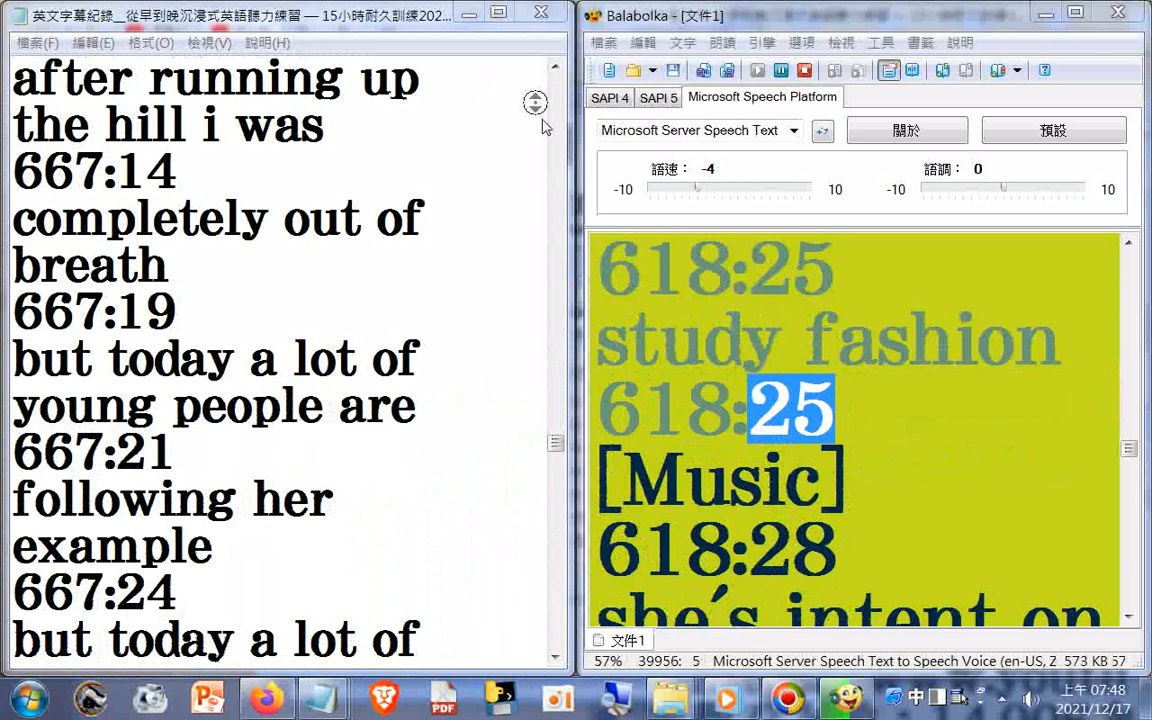 英文字幕紀錄__從早到晚沉浸式英語聽力練習 — 15小時耐久訓練202...
檔案(F) 編輯(E) 格式(O) 檢視(V) 說明(H)
after running up
the hill i was
667:14
completely out of
breath
667:19
but today a lot of
young people are
667:21
following her
example
667:24
but today a lot of
Balabolka - [文件1]
檔案 編輯 文字 朗讀 引擎 選項 檢視 工具 書籤 說明
SAPI 4 SAPI 5 Microsoft Speech Platform
Microsoft Server Speech Text 關於 預設
語速： -4 語調： 0
-10 10 -10 10
618:25
study fashion
618:25
[Music]
618:28
she's intent on
文件1
57% 39956: 5 Microsoft Server Speech Text to Speech Voice (en-US, Z 573 KB 57
PDF 中 上午 07:48
2021/12/17